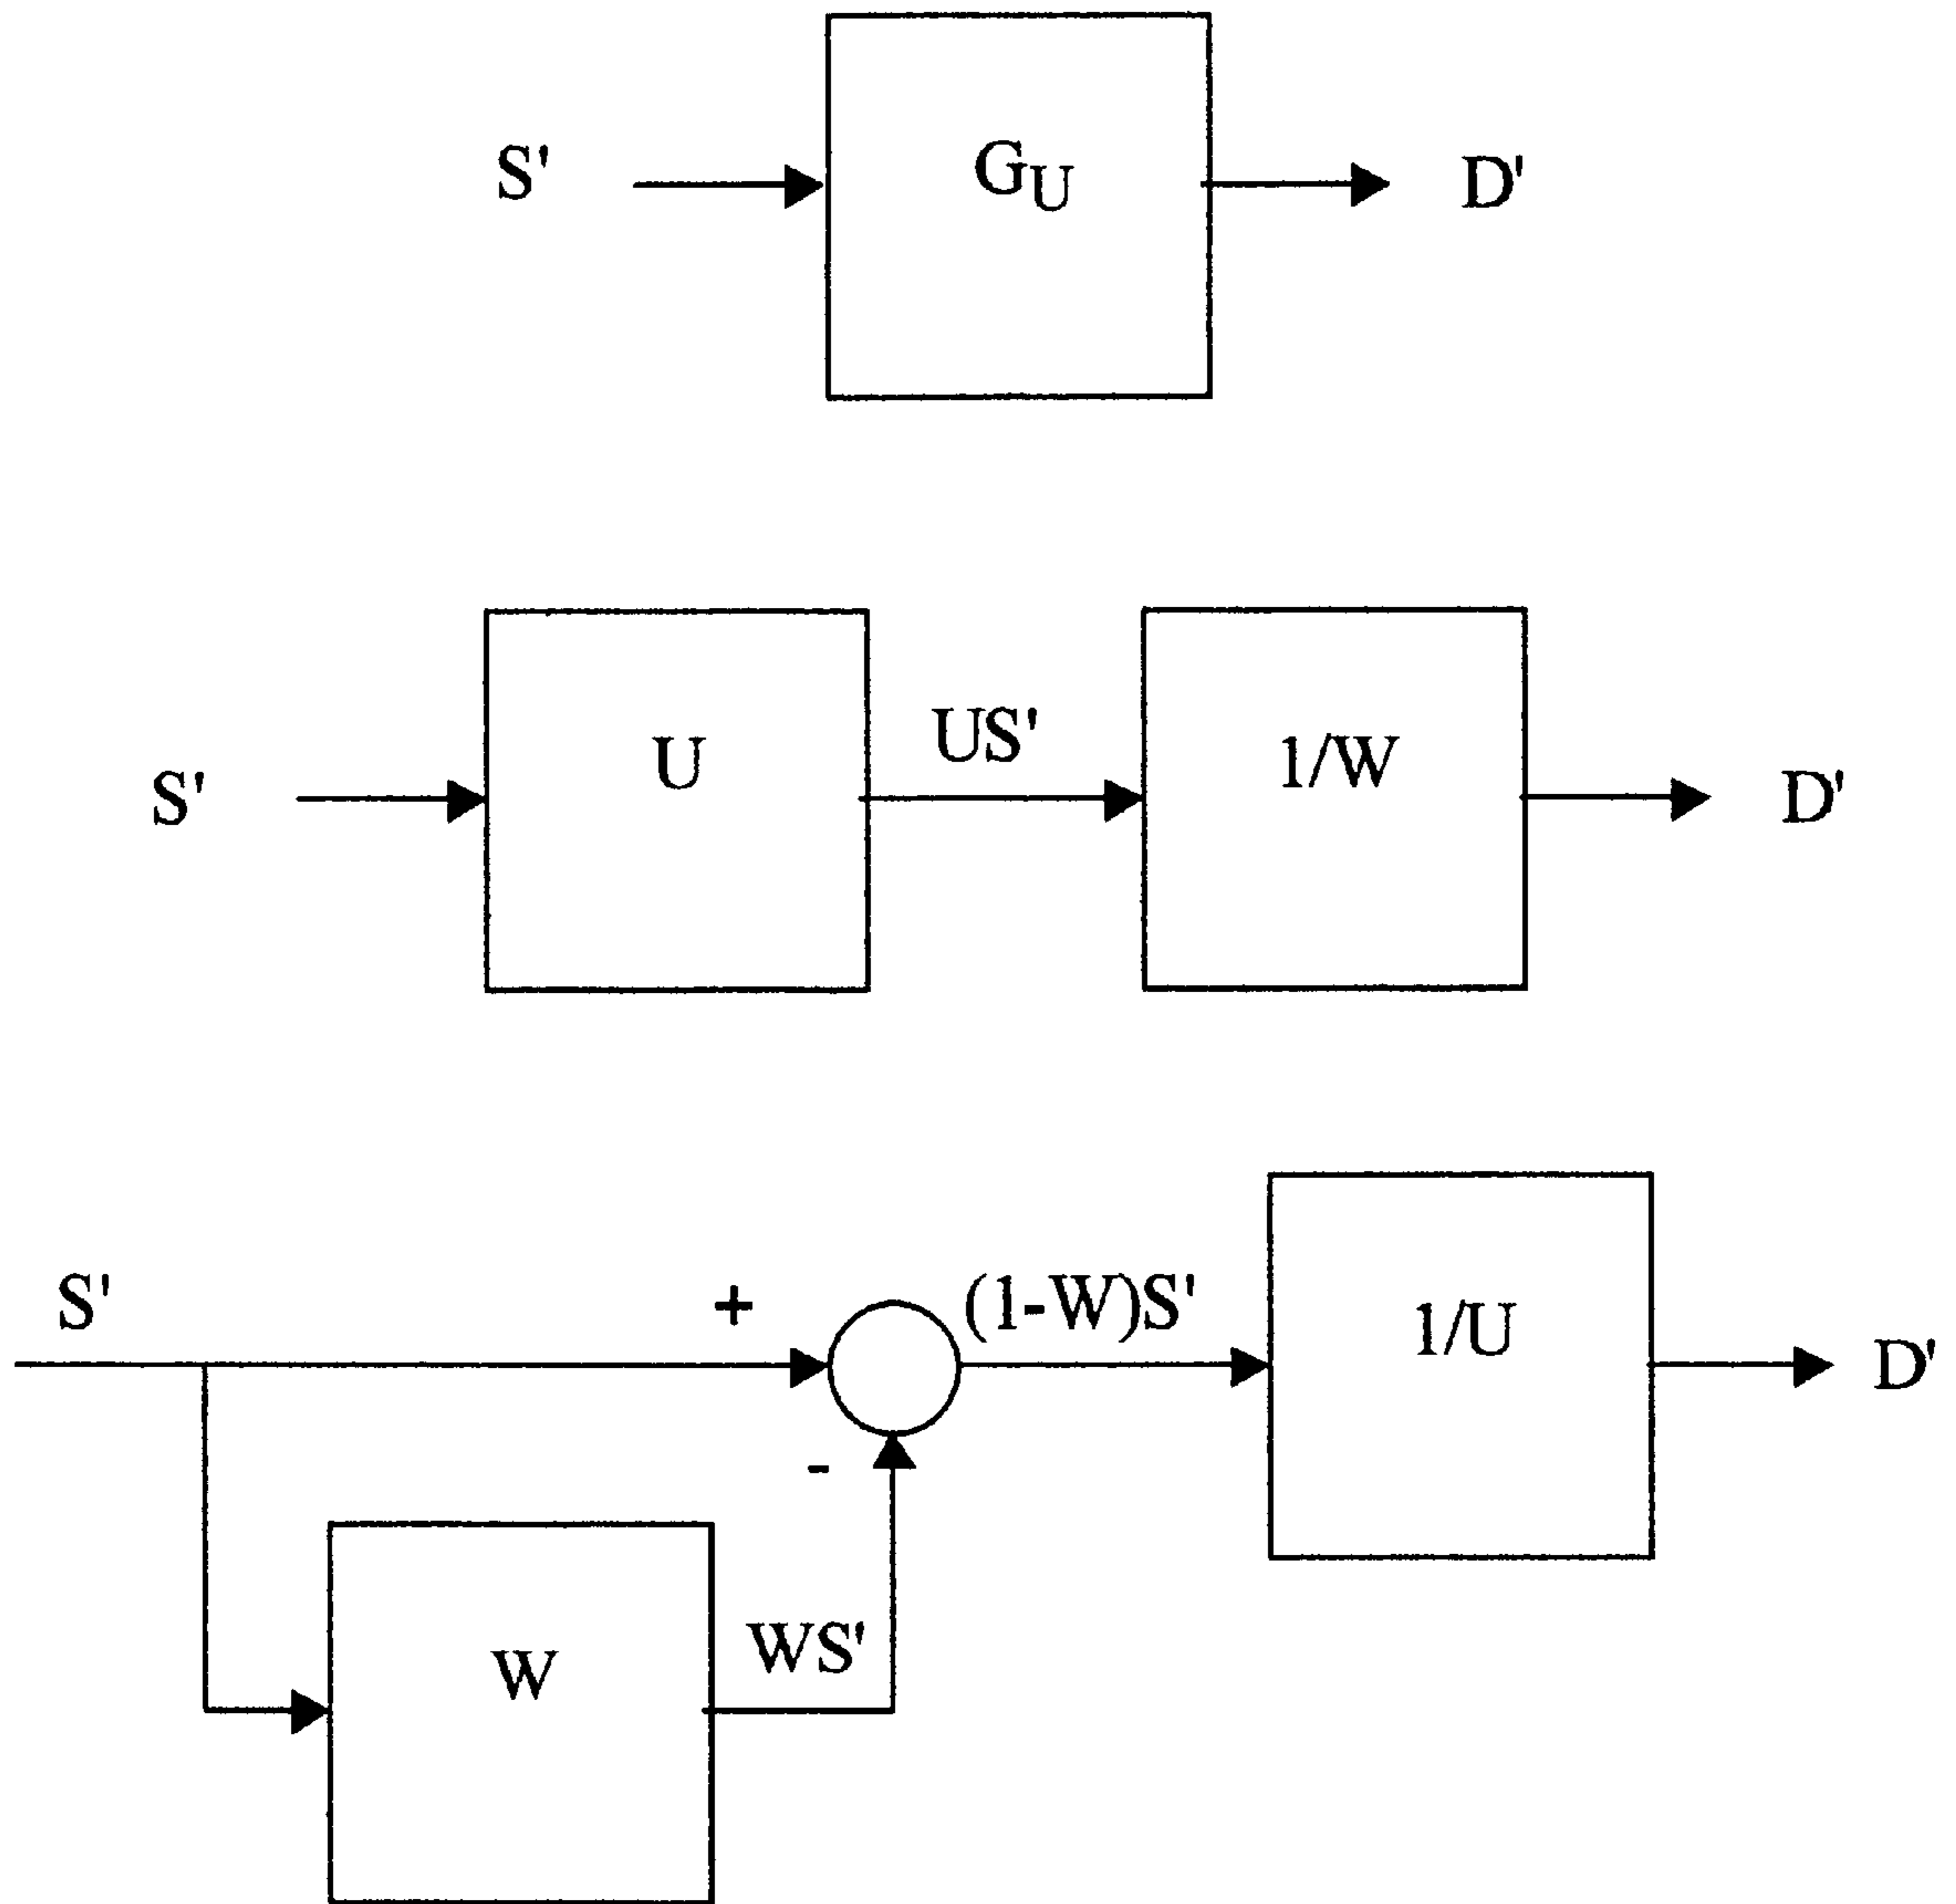 S'
G_U
D'
S'
U
US'
1/W
D'
S'
+
(1-W)S'
1/U
D'
-
W
WS'